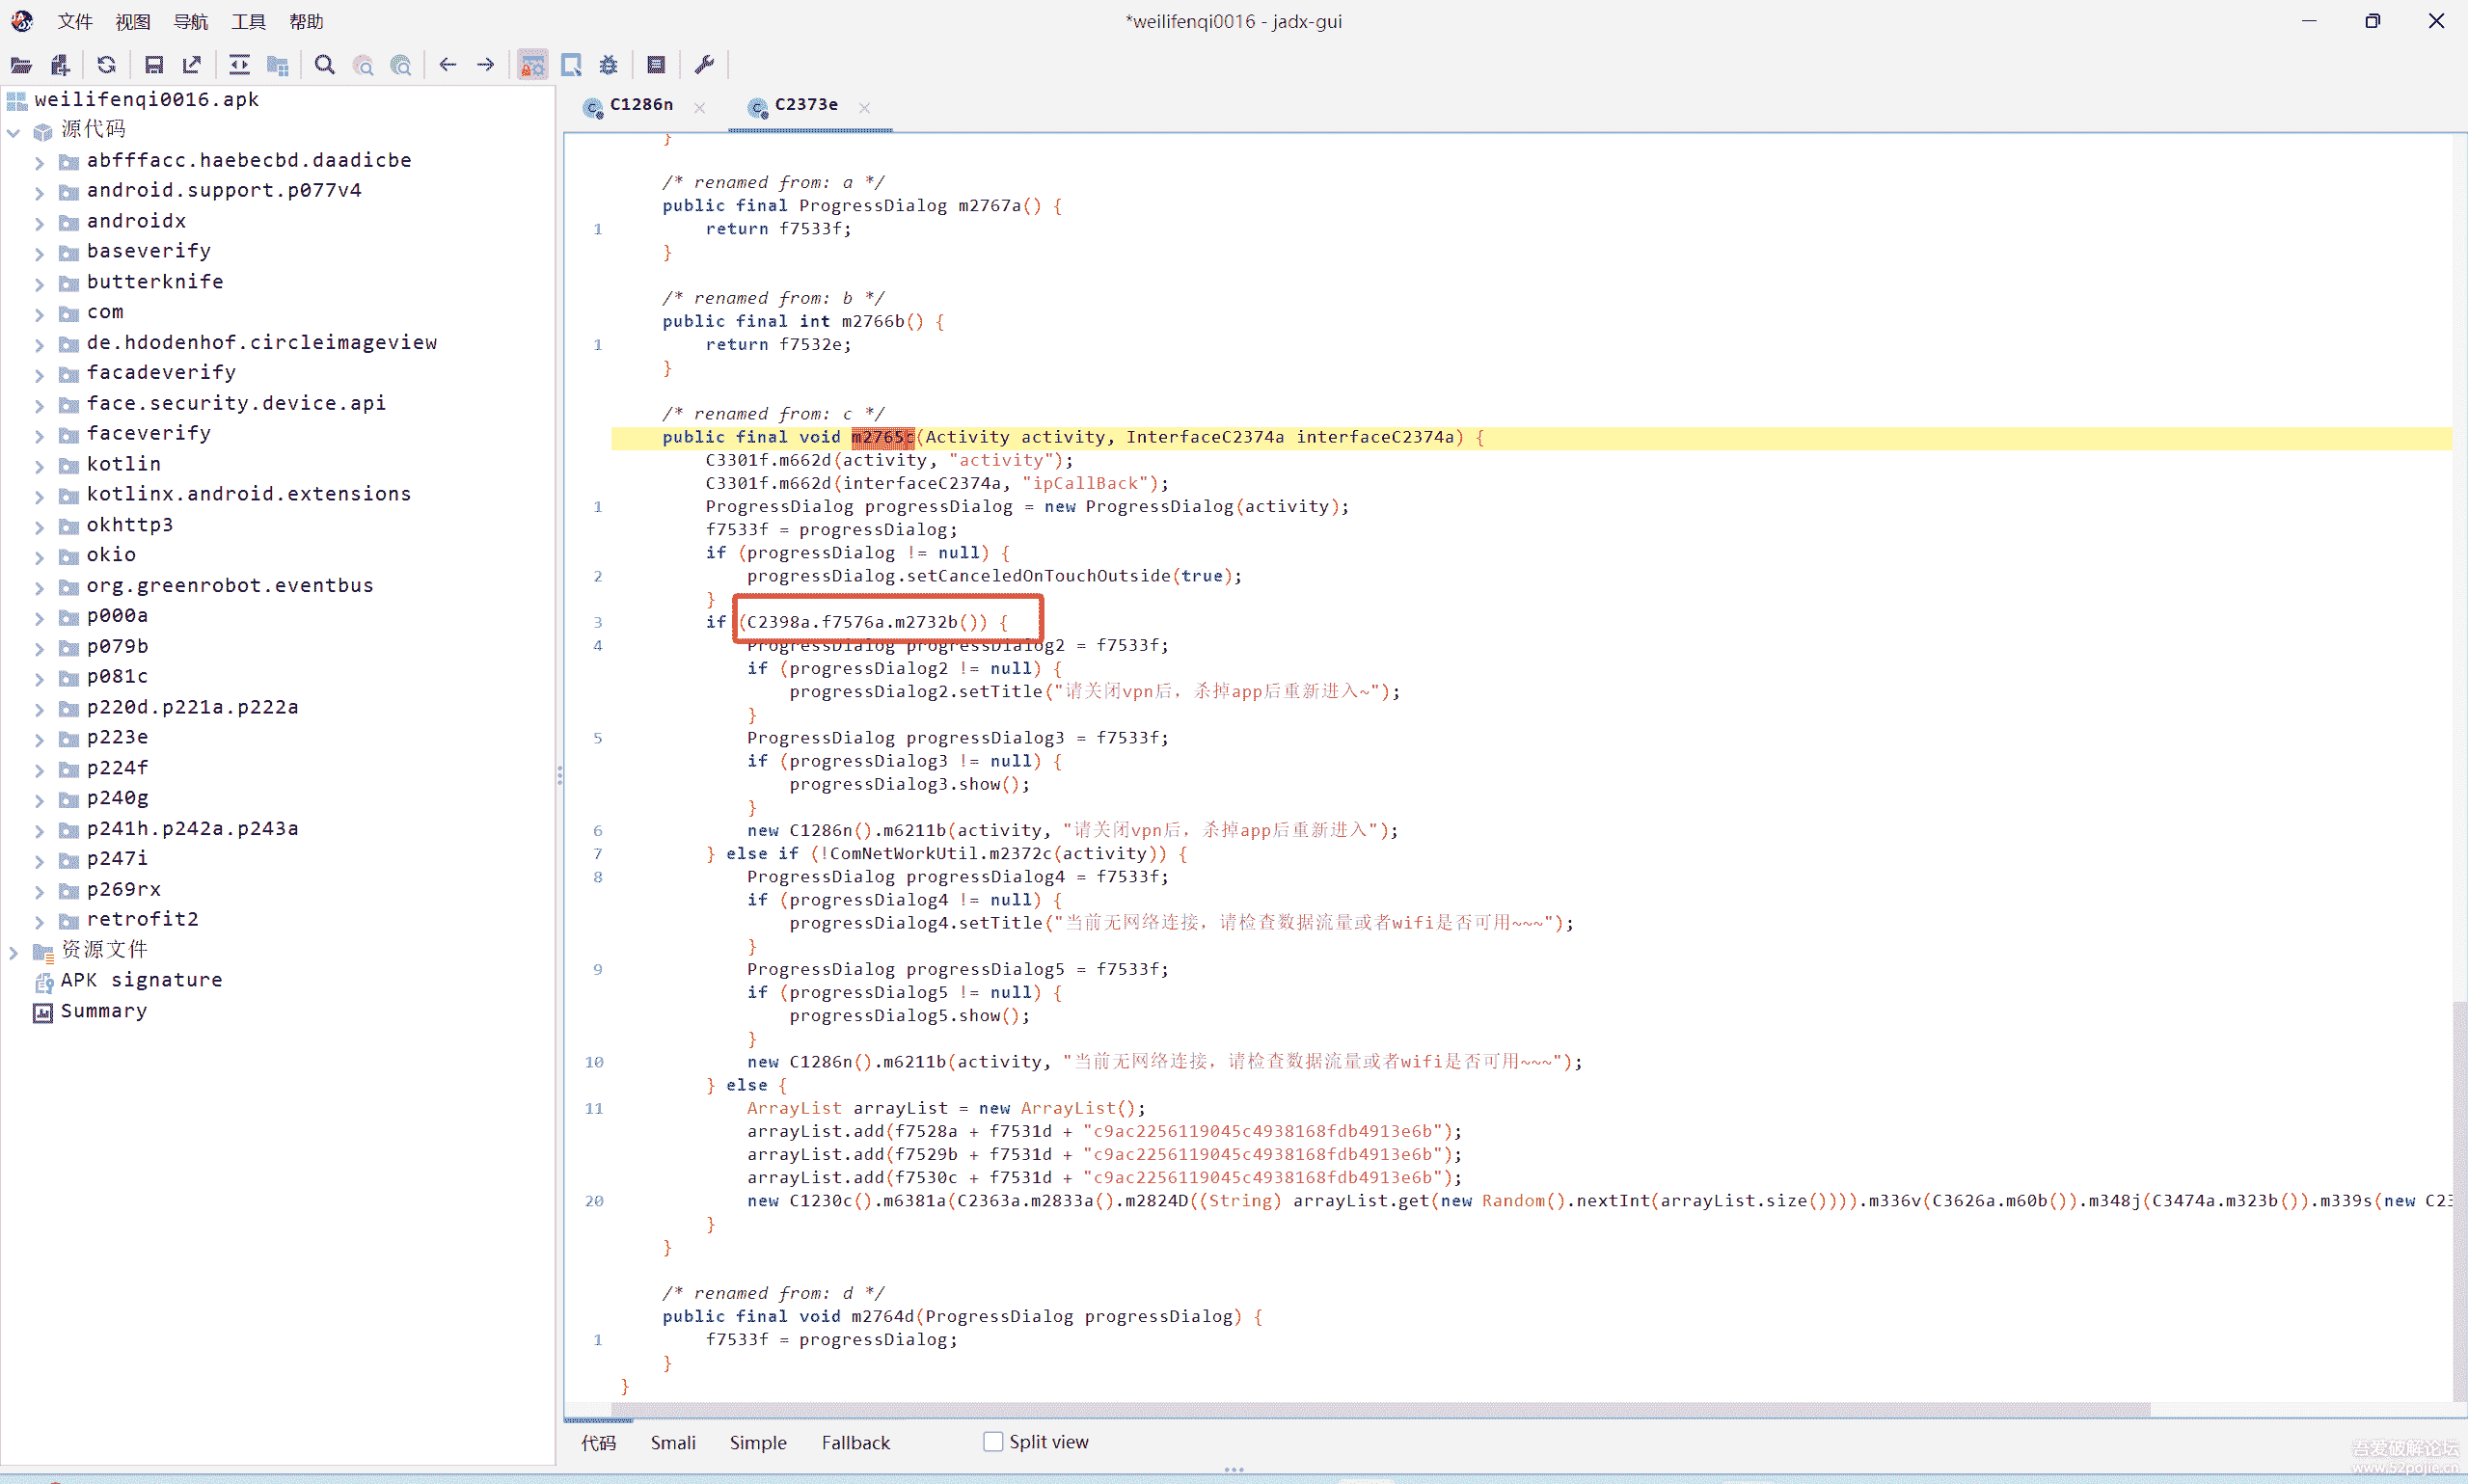 文件 视图 导航 工具 帮助
*weilifenqi0016 - jadx-gui
weilifenqi0016.apk
源代码
abfffacc.haebecbd.daadicbe
android.support.p077v4
androidx
baseverify
butterknife
com
de.hdodenhof.circleimageview
facadeverify
face.security.device.api
faceverify
kotlin
kotlinx.android.extensions
okhttp3
okio
org.greenrobot.eventbus
p000a
p079b
p081c
p220d.p221a.p222a
p223e
p224f
p240g
p241h.p242a.p243a
p247i
p269rx
retrofit2
资源文件
APK signature
Summary
C1286n C2373e
}
/* renamed from: a */
public final ProgressDialog m2767a() {
1 return f7533f;
}
/* renamed from: b */
public final int m2766b() {
1 return f7532e;
}
/* renamed from: c */
public final void m2765c(Activity activity, InterfaceC2374a interfaceC2374a) {
C3301f.m662d(activity, "activity");
C3301f.m662d(interfaceC2374a, "ipCallBack");
1 ProgressDialog progressDialog = new ProgressDialog(activity);
f7533f = progressDialog;
if (progressDialog != null) {
2 progressDialog.setCanceledOnTouchOutside(true);
}
3 if (C2398a.f7576a.m2732b()) {
4 ProgressDialog progressDialog2 = f7533f;
if (progressDialog2 != null) {
progressDialog2.setTitle("请关闭vpn后，杀掉app后重新进入~");
}
5 ProgressDialog progressDialog3 = f7533f;
if (progressDialog3 != null) {
progressDialog3.show();
}
6 new C1286n().m6211b(activity, "请关闭vpn后，杀掉app后重新进入");
7 } else if (!ComNetWorkUtil.m2372c(activity)) {
8 ProgressDialog progressDialog4 = f7533f;
if (progressDialog4 != null) {
progressDialog4.setTitle("当前无网络连接，请检查数据流量或者wifi是否可用~~~");
}
9 ProgressDialog progressDialog5 = f7533f;
if (progressDialog5 != null) {
progressDialog5.show();
}
10 new C1286n().m6211b(activity, "当前无网络连接，请检查数据流量或者wifi是否可用~~~");
} else {
11 ArrayList arrayList = new ArrayList();
arrayList.add(f7528a + f7531d + "c9ac2256119045c4938168fdb4913e6b");
arrayList.add(f7529b + f7531d + "c9ac2256119045c4938168fdb4913e6b");
arrayList.add(f7530c + f7531d + "c9ac2256119045c4938168fdb4913e6b");
20 new C1230c().m6381a(C2363a.m2833a().m2824D((String) arrayList.get(new Random().nextInt(arrayList.size()))).m336v(C3626a.m60b()).m348j(C3474a.m323b()).m339s(new C23
}
}
/* renamed from: d */
public final void m2764d(ProgressDialog progressDialog) {
1 f7533f = progressDialog;
}
}
代码 Smali Simple Fallback Split view
吾爱破解论坛
www.52pojie.cn